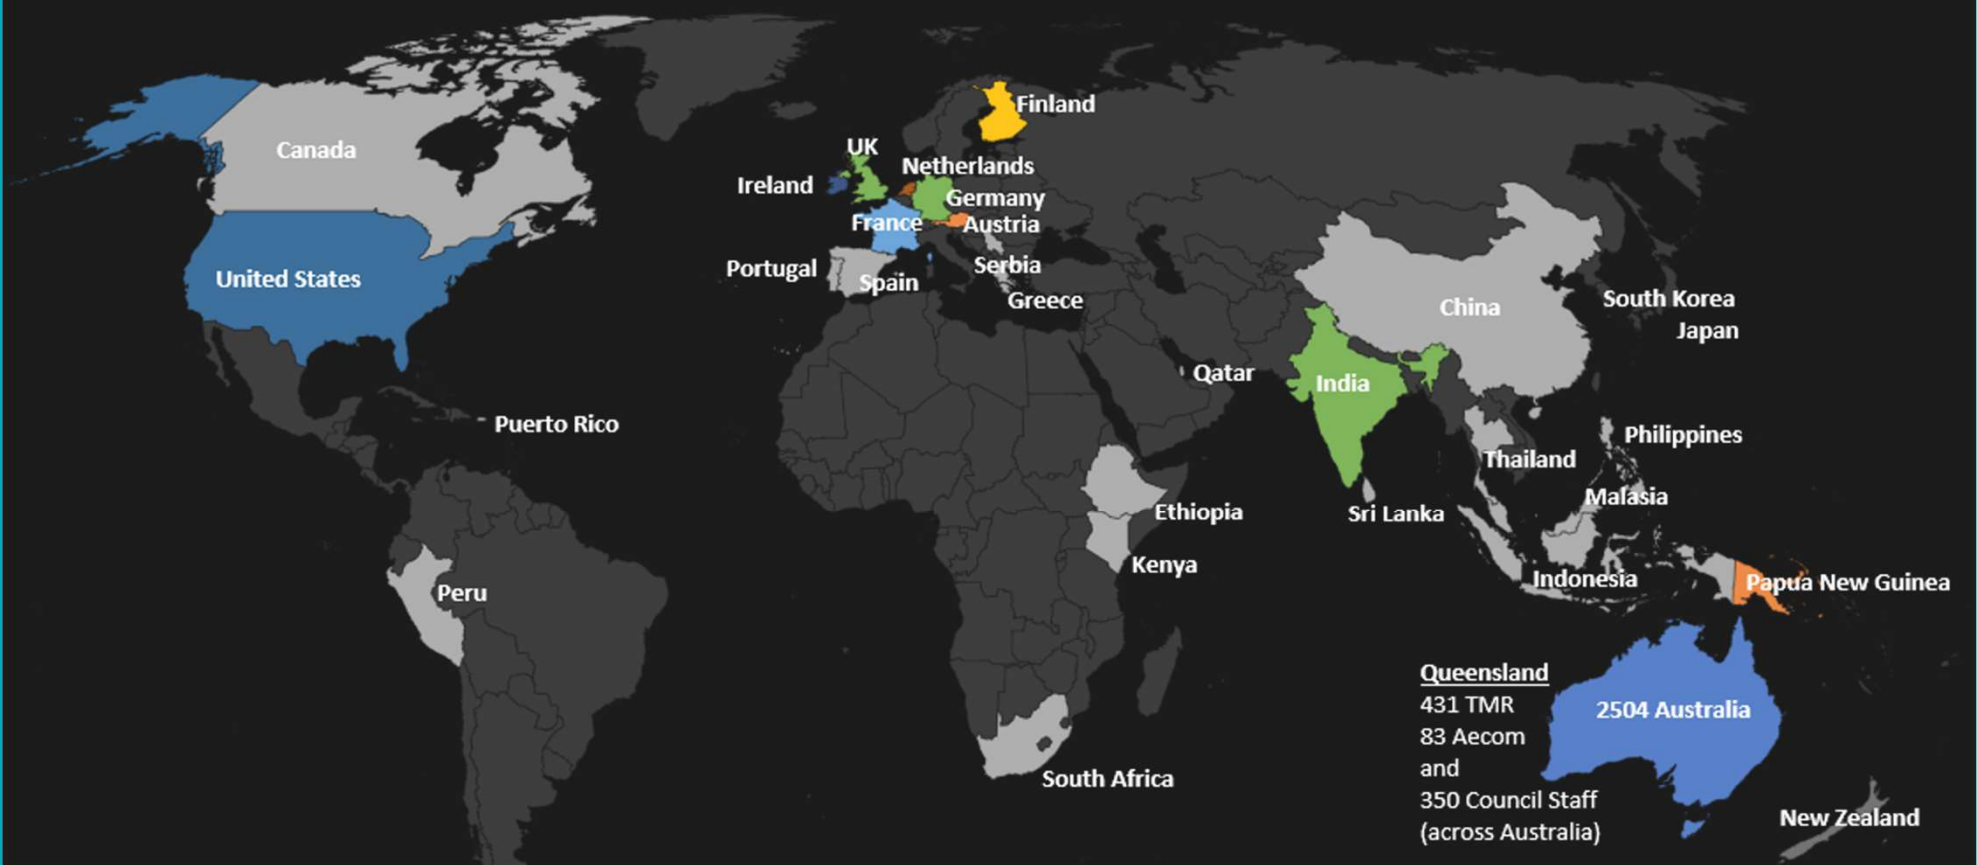 Canada
United States
Puerto Rico
Peru
Finland
UK
Netherlands
Ireland
Germany
France
Austria
Portugal
Spain
Serbia
Greece
Qatar
Ethiopia
Kenya
South Africa
China
South Korea
Japan
India
Philippines
Thailand
Malasia
Sri Lanka
Indonesia
Papua New Guinea
Queensland
431 TMR
83 Aecom
and
350 Council Staff
(across Australia)
2504 Australia
New Zealand